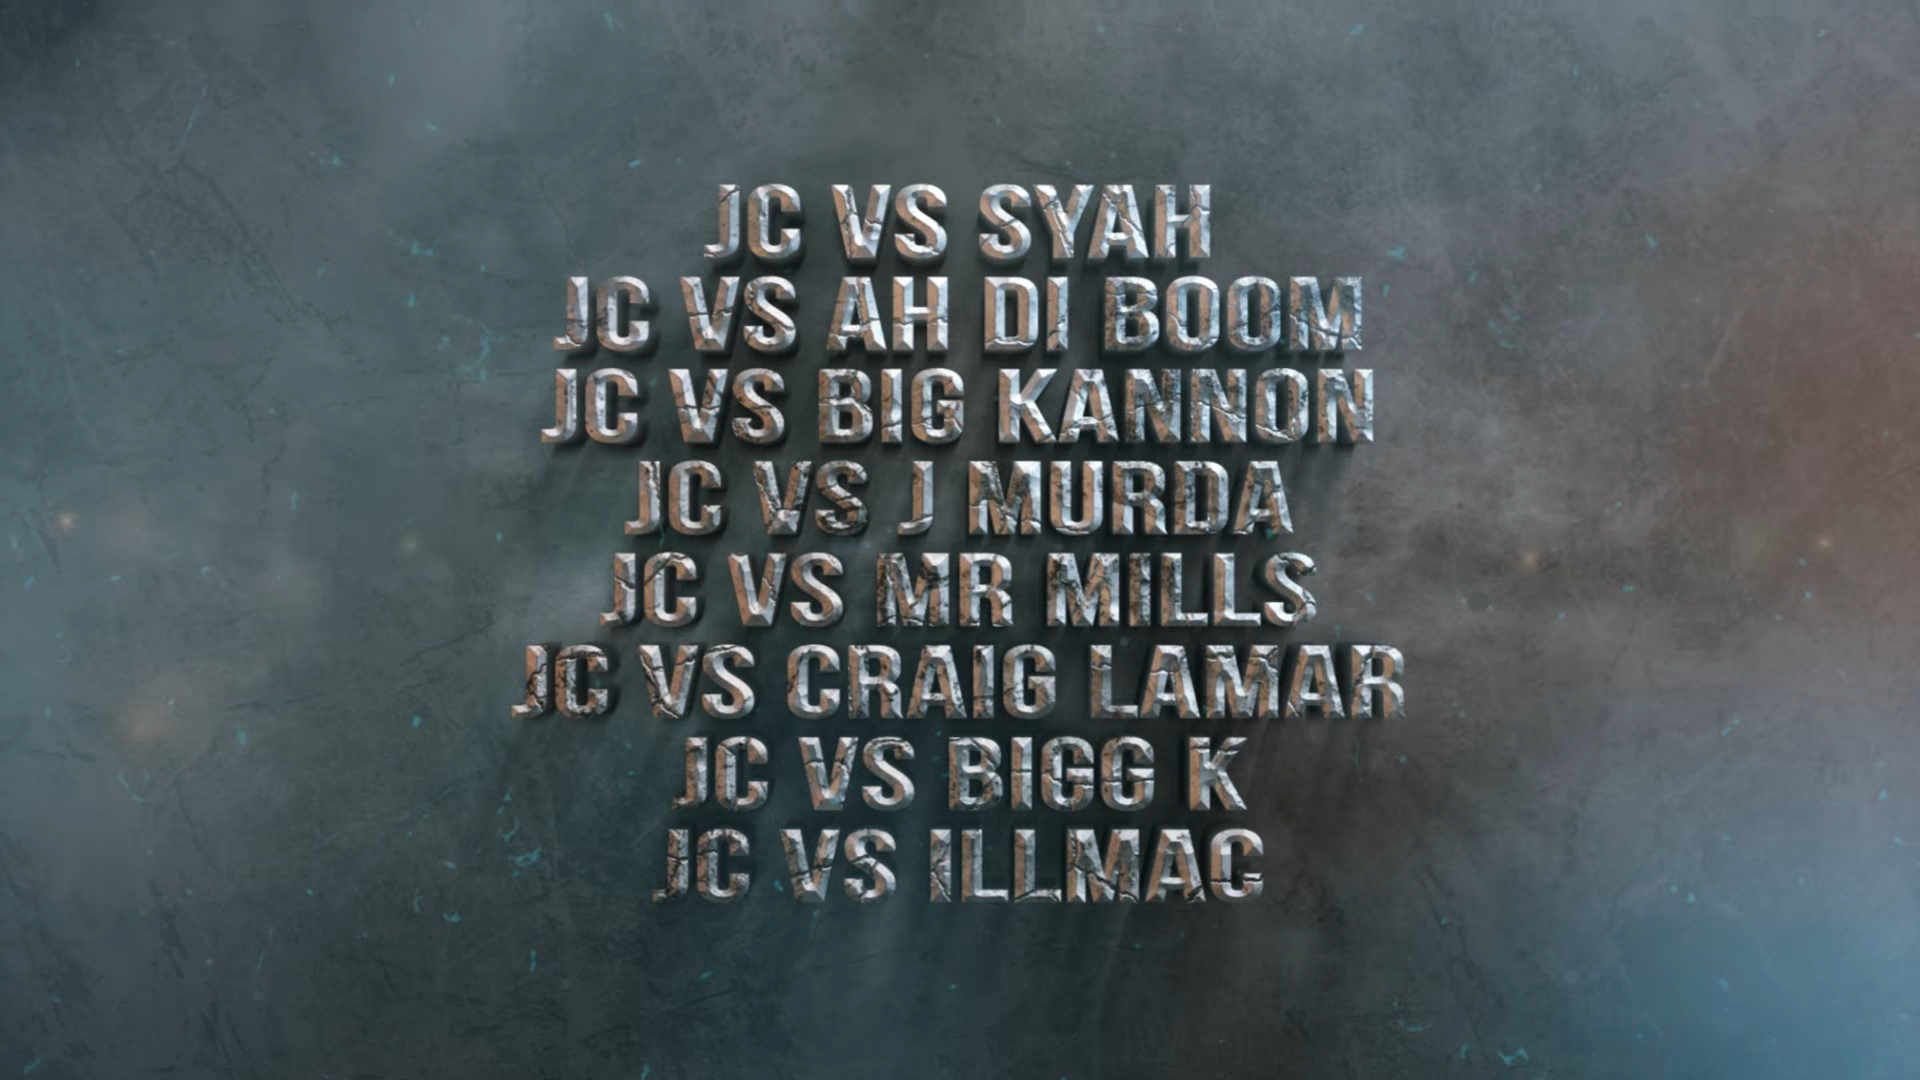 JC VS SYAH
JC VS AH DI BOOM
JC VS BIG KANNON
JC VS J MURDA
JC VS MR MILLS
JC VS CRAIG LAMAR
JC VS BIGG K
JC VS ILLMAC